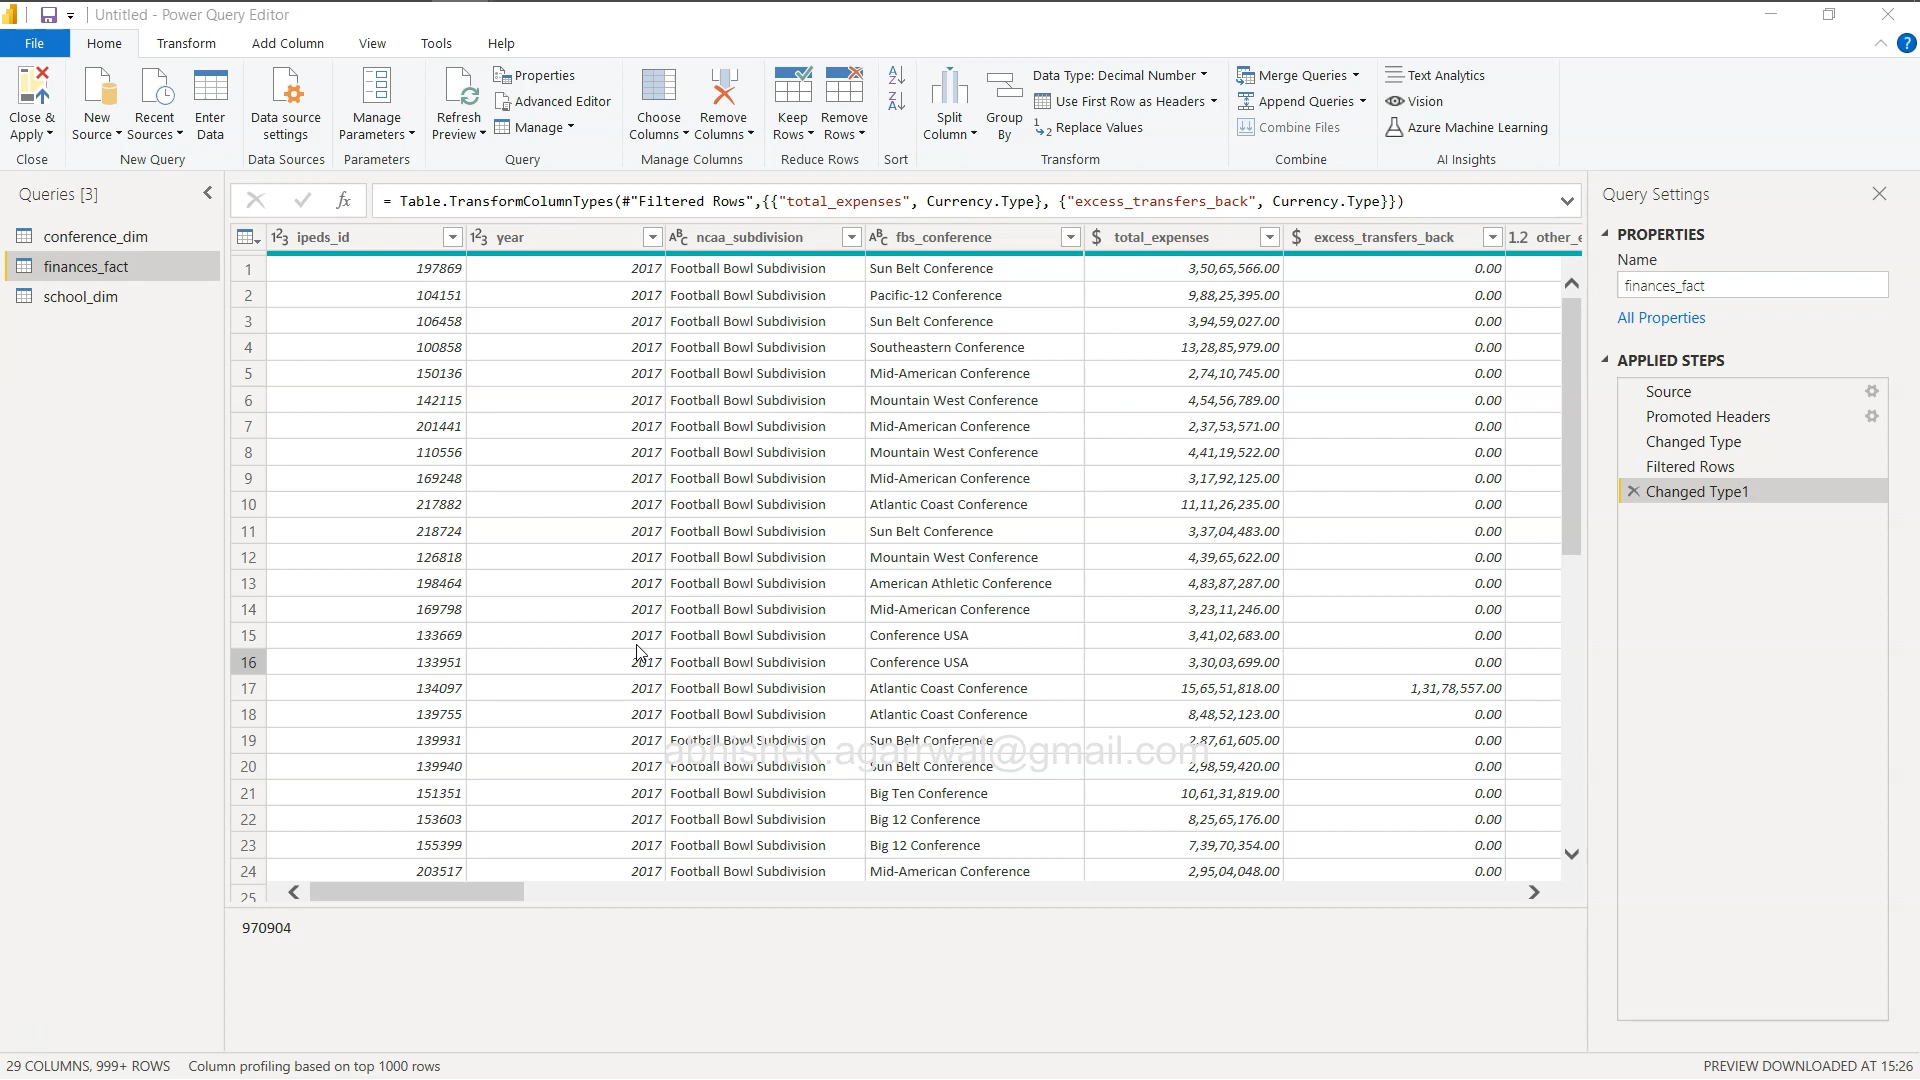 Untitled - Power Query Editor
File Home Transform Add Column View Tools Help
Close & Apply
New Source
Recent Sources
Enter Data
Data source settings
Manage Parameters
Refresh Preview
Properties
Advanced Editor
Manage
Choose Columns
Remove Columns
Keep Rows
Remove Rows
Split Column
Group By
Data Type: Decimal Number
Use First Row as Headers
Replace Values
Merge Queries
Append Queries
Combine Files
Text Analytics
Vision
Azure Machine Learning
Close New Query Data Sources Parameters Query Manage Columns Reduce Rows Sort Transform Combine AI Insights
Queries [3]
conference_dim
finances_fact
school_dim
fx = Table.TransformColumnTypes(#"Filtered Rows",{{"total_expenses", Currency.Type}, {"excess_transfers_back", Currency.Type}})
ipeds_id year ncaa_subdivision fbs_conference total_expenses excess_transfers_back 1.2 other_e
1 197869 2017 Football Bowl Subdivision Sun Belt Conference 3,50,65,566.00 0.00
2 104151 2017 Football Bowl Subdivision Pacific-12 Conference 9,88,25,395.00 0.00
3 106458 2017 Football Bowl Subdivision Sun Belt Conference 3,94,59,027.00 0.00
4 100858 2017 Football Bowl Subdivision Southeastern Conference 13,28,85,979.00 0.00
5 150136 2017 Football Bowl Subdivision Mid-American Conference 2,74,10,745.00 0.00
6 142115 2017 Football Bowl Subdivision Mountain West Conference 4,54,56,789.00 0.00
7 201441 2017 Football Bowl Subdivision Mid-American Conference 2,37,53,571.00 0.00
8 110556 2017 Football Bowl Subdivision Mountain West Conference 4,41,19,522.00 0.00
9 169248 2017 Football Bowl Subdivision Mid-American Conference 3,17,92,125.00 0.00
10 217882 2017 Football Bowl Subdivision Atlantic Coast Conference 11,11,26,235.00 0.00
11 218724 2017 Football Bowl Subdivision Sun Belt Conference 3,37,04,483.00 0.00
12 126818 2017 Football Bowl Subdivision Mountain West Conference 4,39,65,622.00 0.00
13 198464 2017 Football Bowl Subdivision American Athletic Conference 4,83,87,287.00 0.00
14 169798 2017 Football Bowl Subdivision Mid-American Conference 3,23,11,246.00 0.00
15 133669 2017 Football Bowl Subdivision Conference USA 3,41,02,683.00 0.00
16 133951 2017 Football Bowl Subdivision Conference USA 3,30,03,699.00 0.00
17 134097 2017 Football Bowl Subdivision Atlantic Coast Conference 15,65,51,818.00 1,31,78,557.00
18 139755 2017 Football Bowl Subdivision Atlantic Coast Conference 8,48,52,123.00 0.00
19 139931 2017 Football Bowl Subdivision Sun Belt Conference 2,87,61,605.00 0.00
abhishek.agarrwal@gmail.com
20 139940 2017 Football Bowl Subdivision Sun Belt Conference 2,98,59,420.00 0.00
21 151351 2017 Football Bowl Subdivision Big Ten Conference 10,61,31,819.00 0.00
22 153603 2017 Football Bowl Subdivision Big 12 Conference 8,25,65,176.00 0.00
23 155399 2017 Football Bowl Subdivision Big 12 Conference 7,39,70,354.00 0.00
24 203517 2017 Football Bowl Subdivision Mid-American Conference 2,95,04,048.00 0.00
25
970904
Query Settings
PROPERTIES
Name
finances_fact
All Properties
APPLIED STEPS
Source
Promoted Headers
Changed Type
Filtered Rows
Changed Type1
29 COLUMNS, 999+ ROWS Column profiling based on top 1000 rows
PREVIEW DOWNLOADED AT 15:26